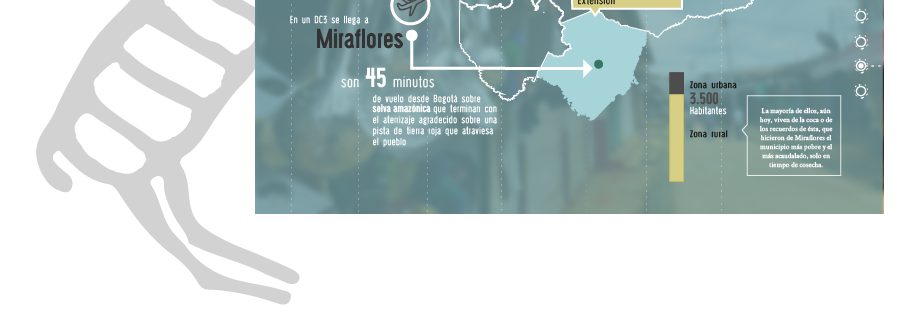 Extensión
En un DC3 se llega a
Miraflores
son 45 minutos
de vuelo desde Bogotá sobre
selva amazónica que terminan con
el aterrizaje agradecido sobre una
pista de tierra roja que atraviesa
el pueblo
Zona urbana
3.500
Habitantes
Zona rural
La mayoría de ellos, aún
hoy, viven de la coca o de
los recuerdos de ésta, que
hicieron de Miraflores el
municipio más pobre y el
más acaudalado, solo en
tiempo de cosecha.